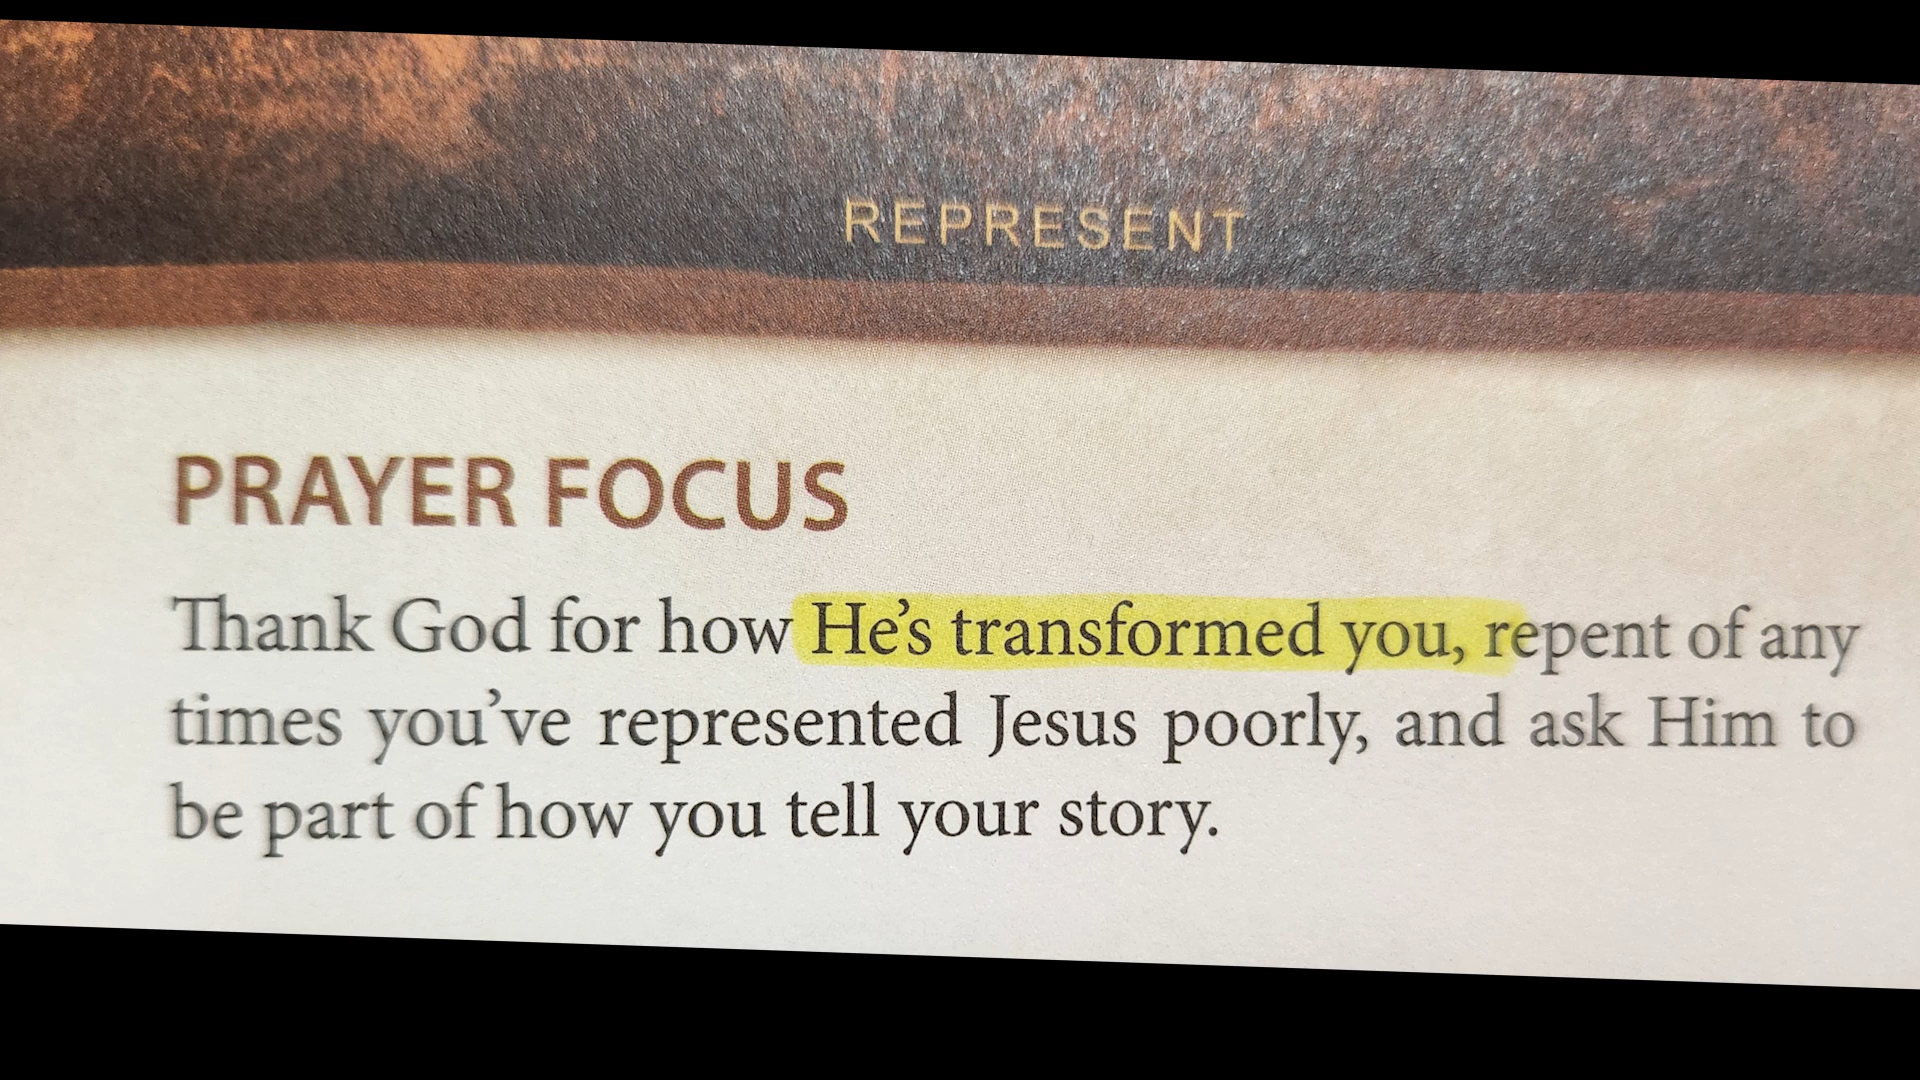 REPRESENT
PRAYER FOCUS
Thank God for how He’s transformed you, repent of any
times you’ve represented Jesus poorly, and ask Him to
be part of how you tell your story.